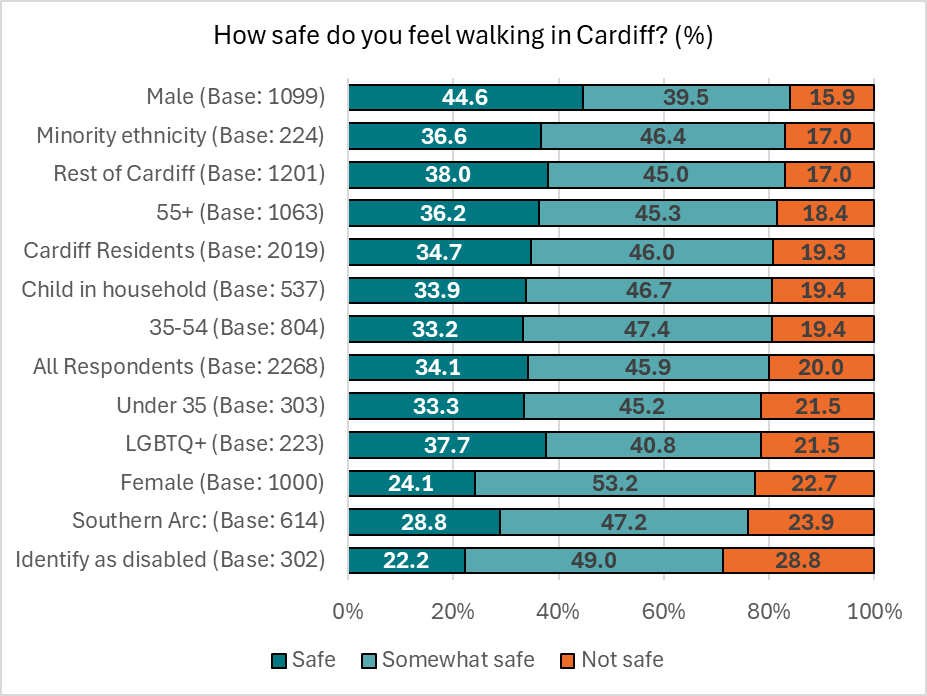 How safe do you feel walking in Cardiff? (%)
Male (Base: 1099) 44.6 39.5 15.9
Minority ethnicity (Base: 224) 36.6 46.4 17.0
Rest of Cardiff (Base: 1201) 38.0 45.0 17.0
55+ (Base: 1063) 36.2 45.3 18.4
Cardiff Residents (Base: 2019) 34.7 46.0 19.3
Child in household (Base: 537) 33.9 46.7 19.4
35-54 (Base: 804) 33.2 47.4 19.4
All Respondents (Base: 2268) 34.1 45.9 20.0
Under 35 (Base: 303) 33.3 45.2 21.5
LGBTQ+ (Base: 223) 37.7 40.8 21.5
Female (Base: 1000) 24.1 53.2 22.7
Southern Arc: (Base: 614) 28.8 47.2 23.9
Identify as disabled (Base: 302) 22.2 49.0 28.8
0% 20% 40% 60% 80% 100%
Safe Somewhat safe Not safe